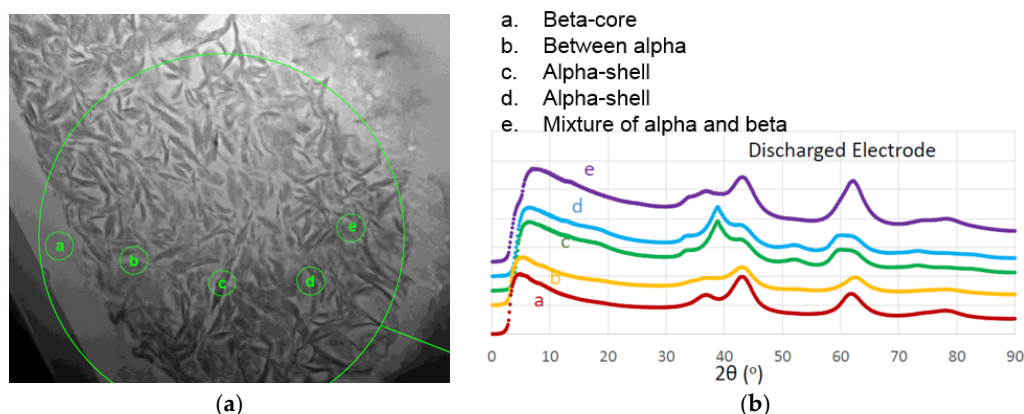 a
b
c
d
e
a. Beta-core
b. Between alpha
c. Alpha-shell
d. Alpha-shell
e. Mixture of alpha and beta
Discharged Electrode
e
d
c
b
a
0 10 20 30 40 50 60 70 80 90
2θ (°)
(a) (b)